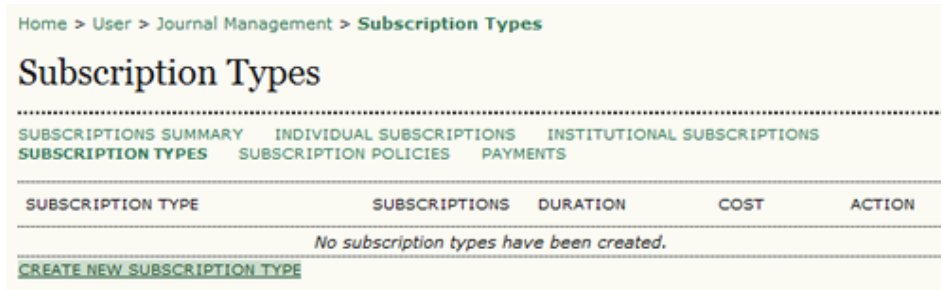 Home > User > Journal Management > Subscription Types
Subscription Types
SUBSCRIPTIONS SUMMARY INDIVIDUAL SUBSCRIPTIONS INSTITUTIONAL SUBSCRIPTIONS
SUBSCRIPTION TYPES SUBSCRIPTION POLICIES PAYMENTS
SUBSCRIPTION TYPE SUBSCRIPTIONS DURATION COST ACTION
No subscription types have been created.
CREATE NEW SUBSCRIPTION TYPE